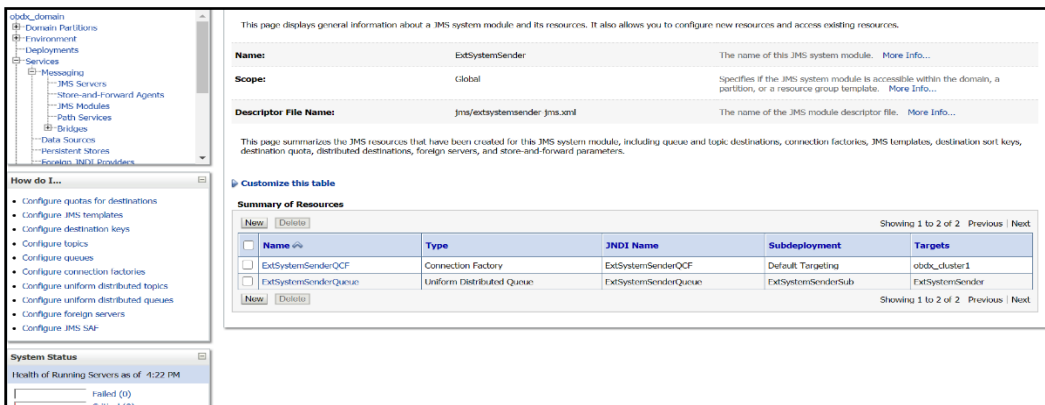 obdx_domain
Domain Partitions
Environment
Deployments
Services
Messaging
JMS Servers
Store-and-Forward Agents
JMS Modules
Path Services
Bridges
Data Sources
Persistent Stores
Foreign JNDI Providers
How do I...
Configure quotas for destinations
Configure JMS templates
Configure destination keys
Configure topics
Configure queues
Configure connection factories
Configure uniform distributed topics
Configure uniform distributed queues
Configure foreign servers
Configure JMS SAF
System Status
Health of Running Servers as of 4:22 PM
Failed (0)
This page displays general information about a JMS system module and its resources. It also allows you to configure new resources and access existing resources.
Name: ExtSystemSender The name of this JMS system module. More Info...
Scope: Global Specifies if the JMS system module is accessible within the domain, a
partition, or a resource group template. More Info...
Descriptor File Name: jms/extsystemsender-jms.xml The name of the JMS module descriptor file. More Info...
This page summarizes the JMS resources that have been created for this JMS system module, including queue and topic destinations, connection factories, JMS templates, destination sort keys,
destination quota, distributed destinations, foreign servers, and store-and-forward parameters.
Customize this table
Summary of Resources
New Delete Showing 1 to 2 of 2 Previous | Next
Name Type JNDI Name Subdeployment Targets
ExtSystemSenderQCF Connection Factory ExtSystemSenderQCF Default Targeting obdx_cluster1
ExtSystemSenderQueue Uniform Distributed Queue ExtSystemSenderQueue ExtSystemSenderSub ExtSystemSender
New Delete Showing 1 to 2 of 2 Previous | Next